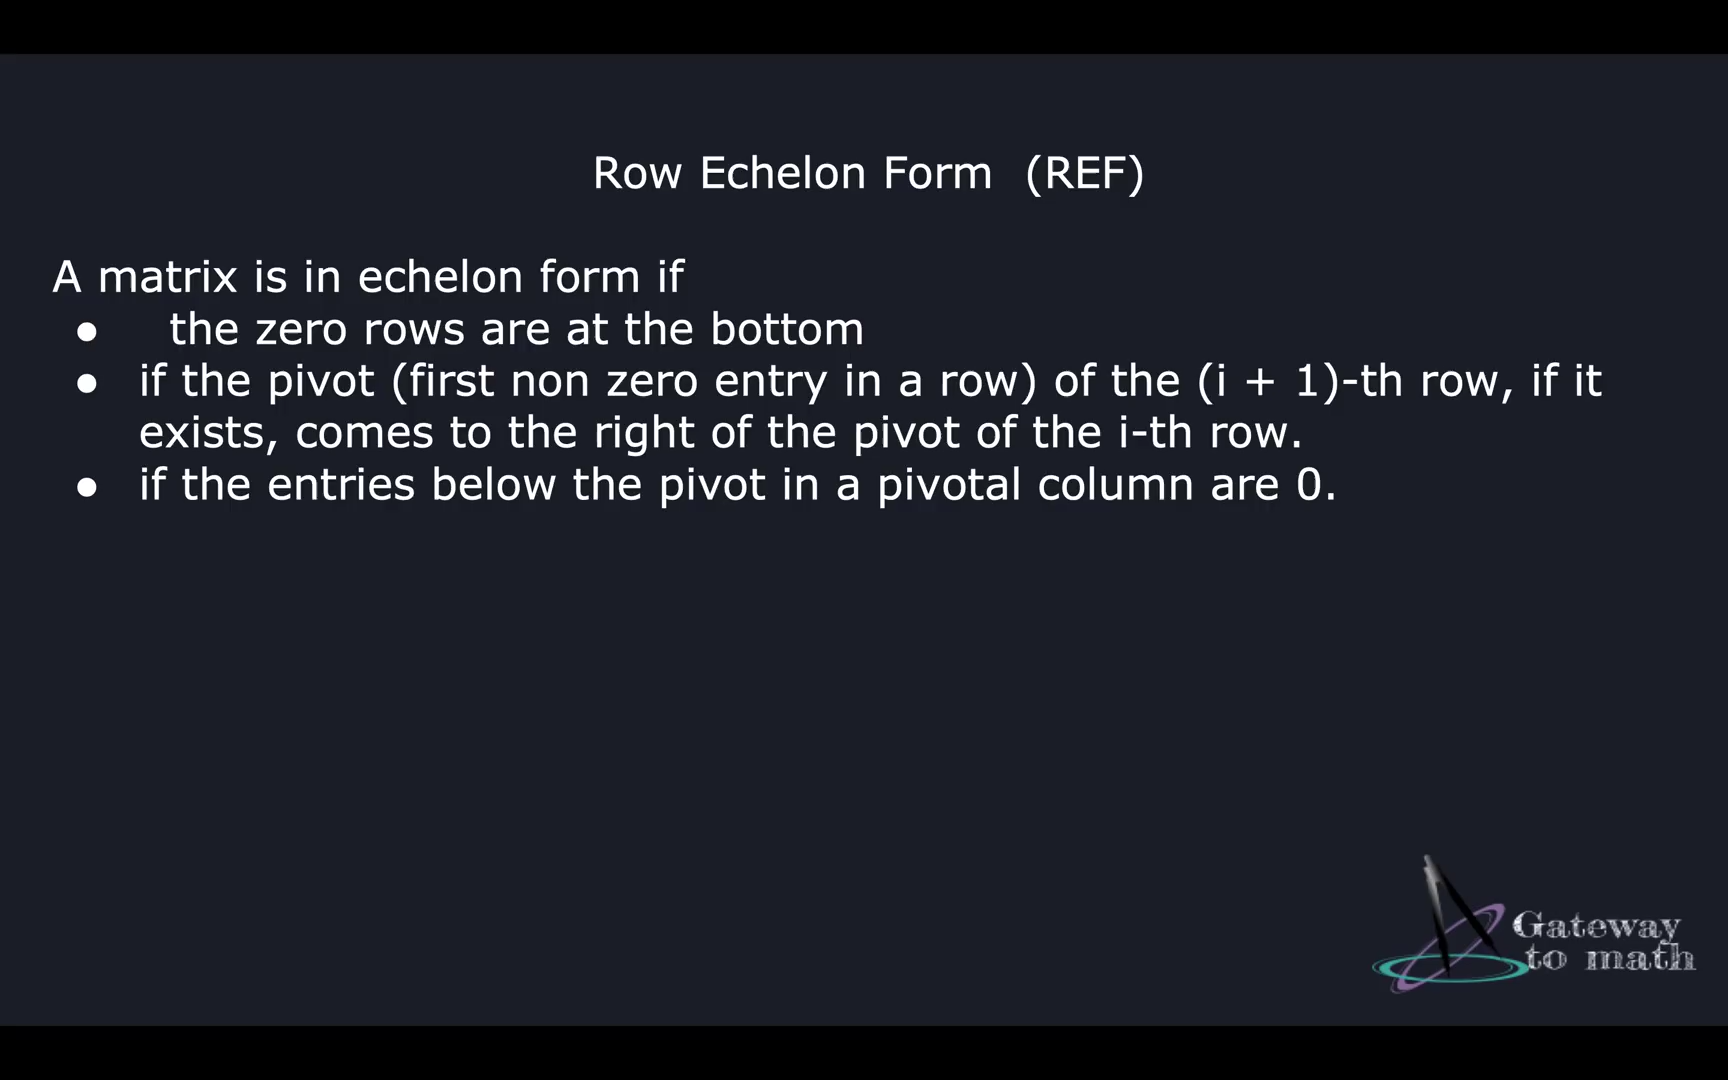 Row Echelon Form (REF)
A matrix is in echelon form if
● the zero rows are at the bottom
● if the pivot (first non zero entry in a row) of the (i + 1)-th row, if it
exists, comes to the right of the pivot of the i-th row.
● if the entries below the pivot in a pivotal column are 0.
Gateway
to math